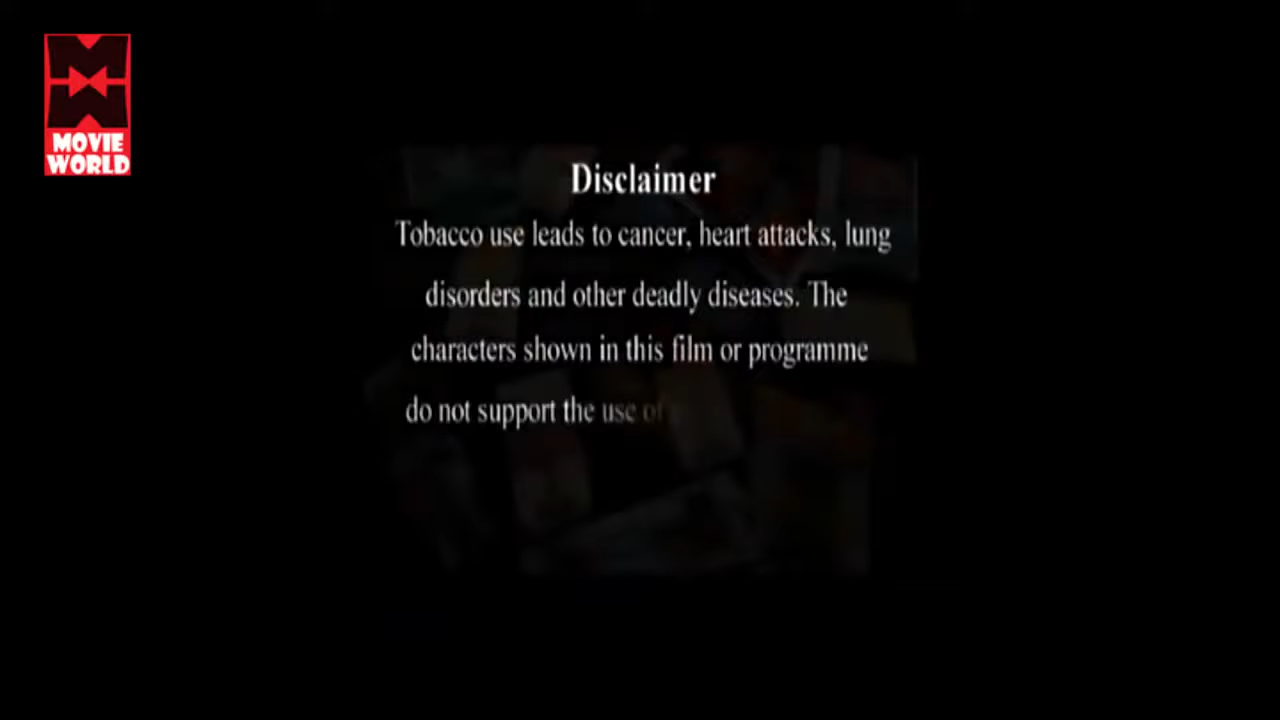 MOVIE
WORLD
Disclaimer
Tobacco use leads to cancer, heart attacks, lung
disorders and other deadly diseases. The
characters shown in this film or programme
do not support the use of